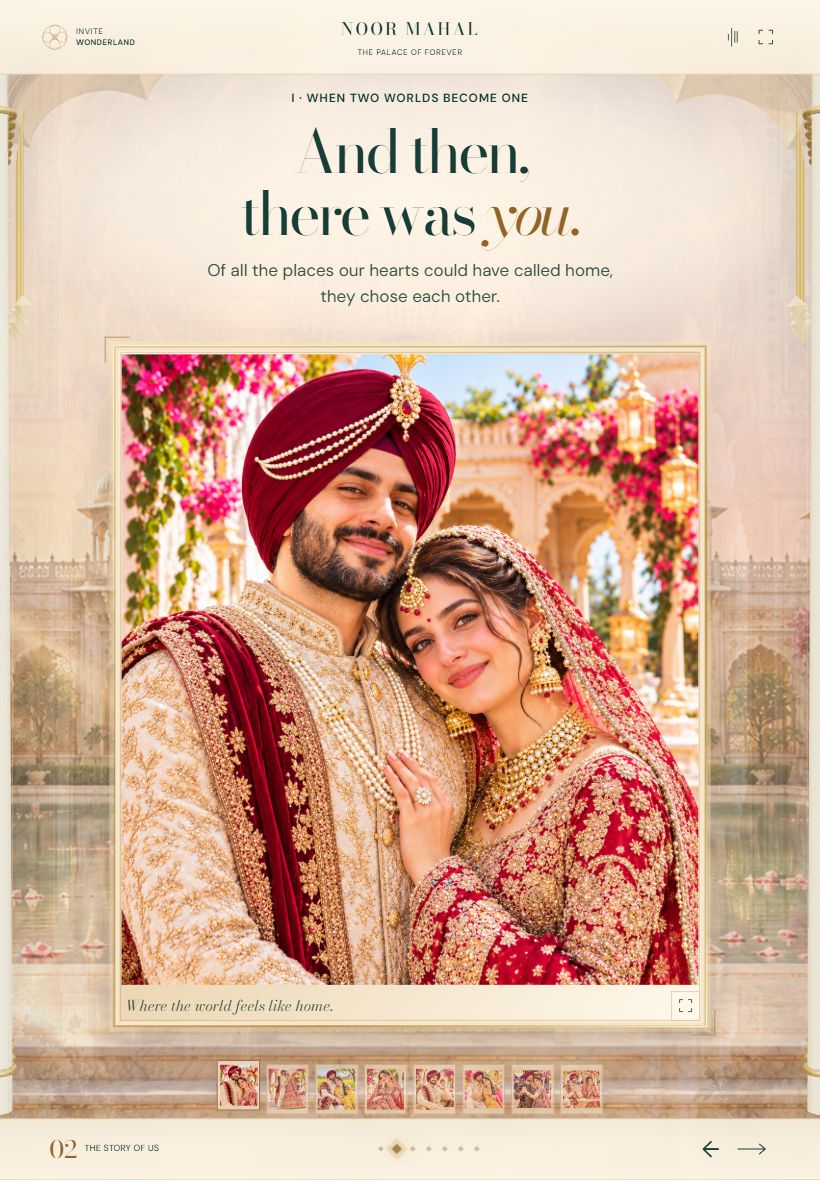 INVITE
WONDERLAND
NOOR MAHAL
THE PALACE OF FOREVER
I · WHEN TWO WORLDS BECOME ONE
And then,
there was you.
Of all the places our hearts could have called home,
they chose each other.
Where the world feels like home.
02 THE STORY OF US